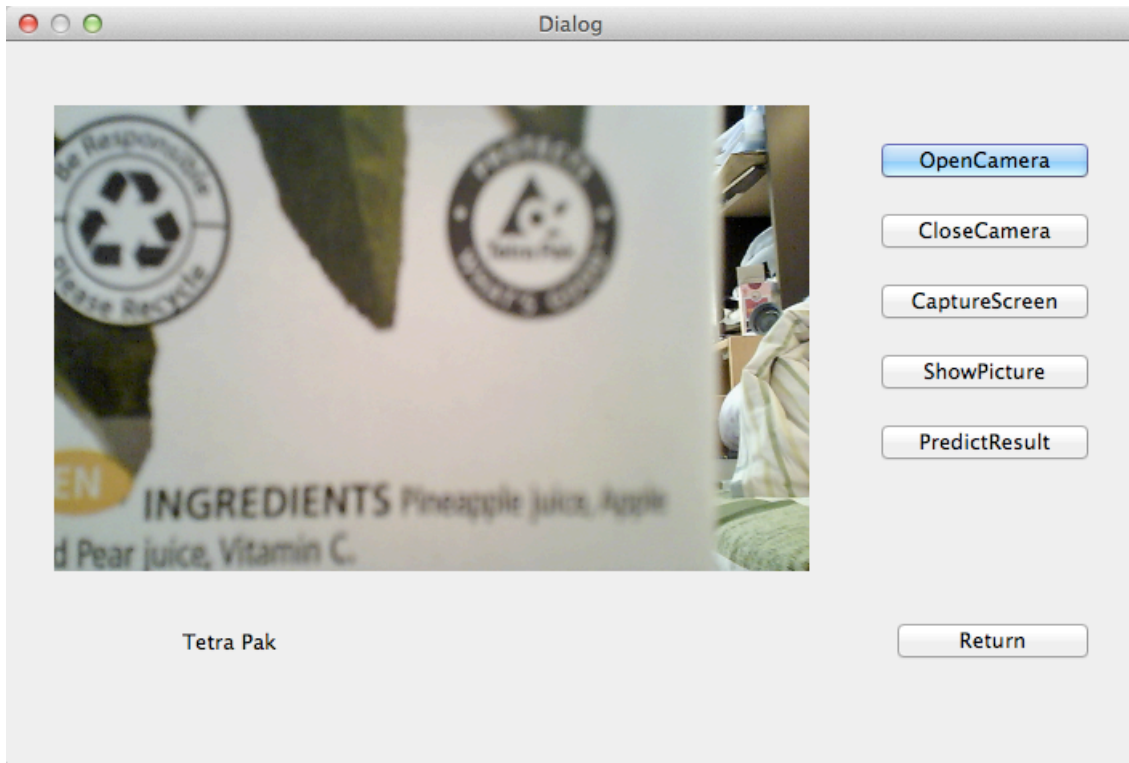 Dialog
Be Responsible
Please Recycle
PROTECTS
Tetra Pak
WHAT'S GOOD
EN
INGREDIENTS Pineapple juice, Apple
d Pear juice, Vitamin C.
OpenCamera
CloseCamera
CaptureScreen
ShowPicture
PredictResult
Tetra Pak
Return